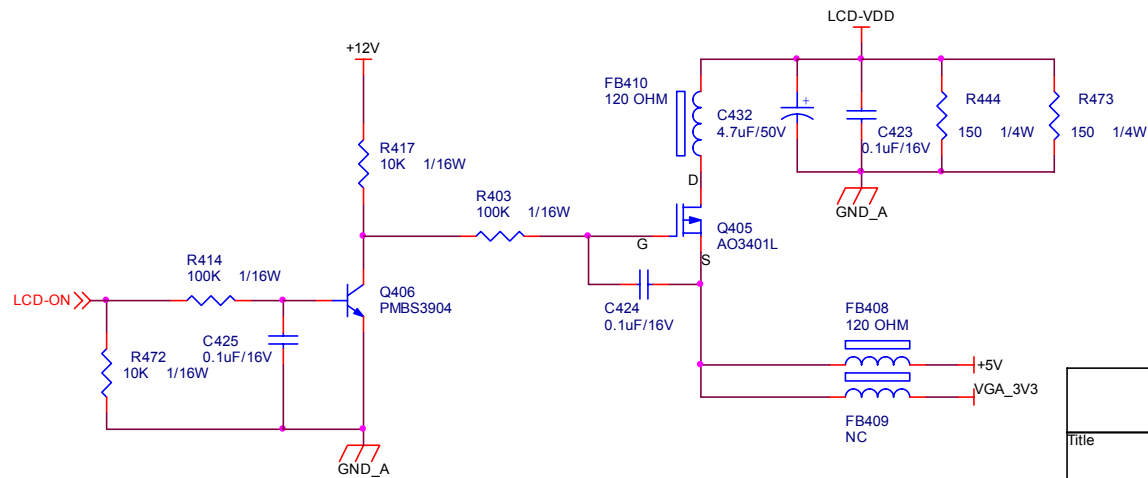 LCD-VDD
+12V
FB410
120 OHM
C432
4.7uF/50V
+
C423
0.1uF/16V
R444
150 1/4W
R473
150 1/4W
R417
10K 1/16W
D
GND_A
R403
100K 1/16W
Q405
AO3401L
G
S
R414
100K 1/16W
LCD-ON
Q406
PMBS3904
C424
0.1uF/16V
C425
0.1uF/16V
FB408
120 OHM
R472
10K 1/16W
+5V
VGA_3V3
FB409
NC
Title
GND_A